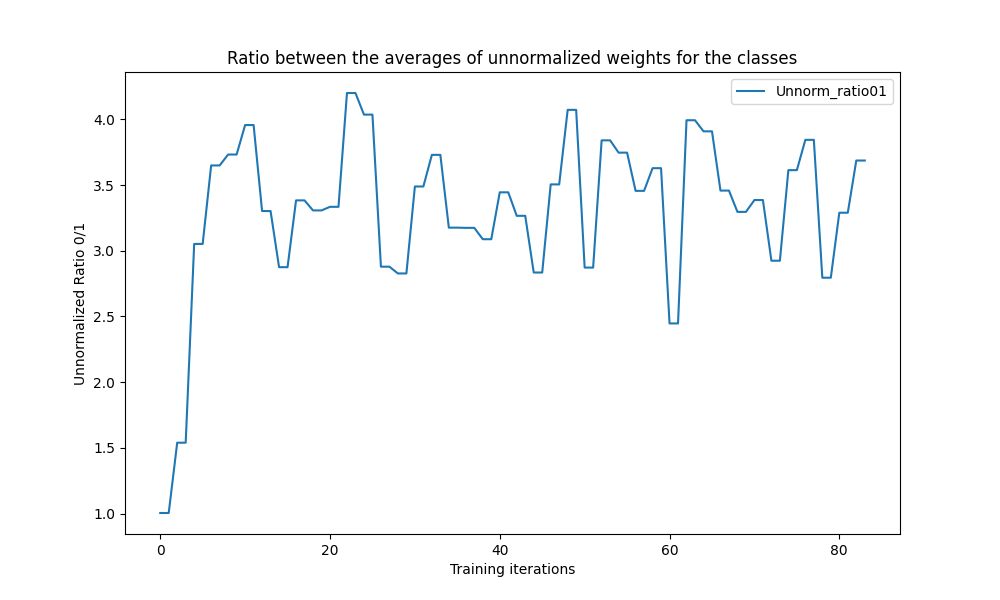 Ratio between the averages of unnormalized weights for the classes
Unnorm_ratio01
4.0
3.5
3.0
2.5
2.0
1.5
1.0
Unnormalized Ratio 0/1
0 20 40 60 80
Training iterations